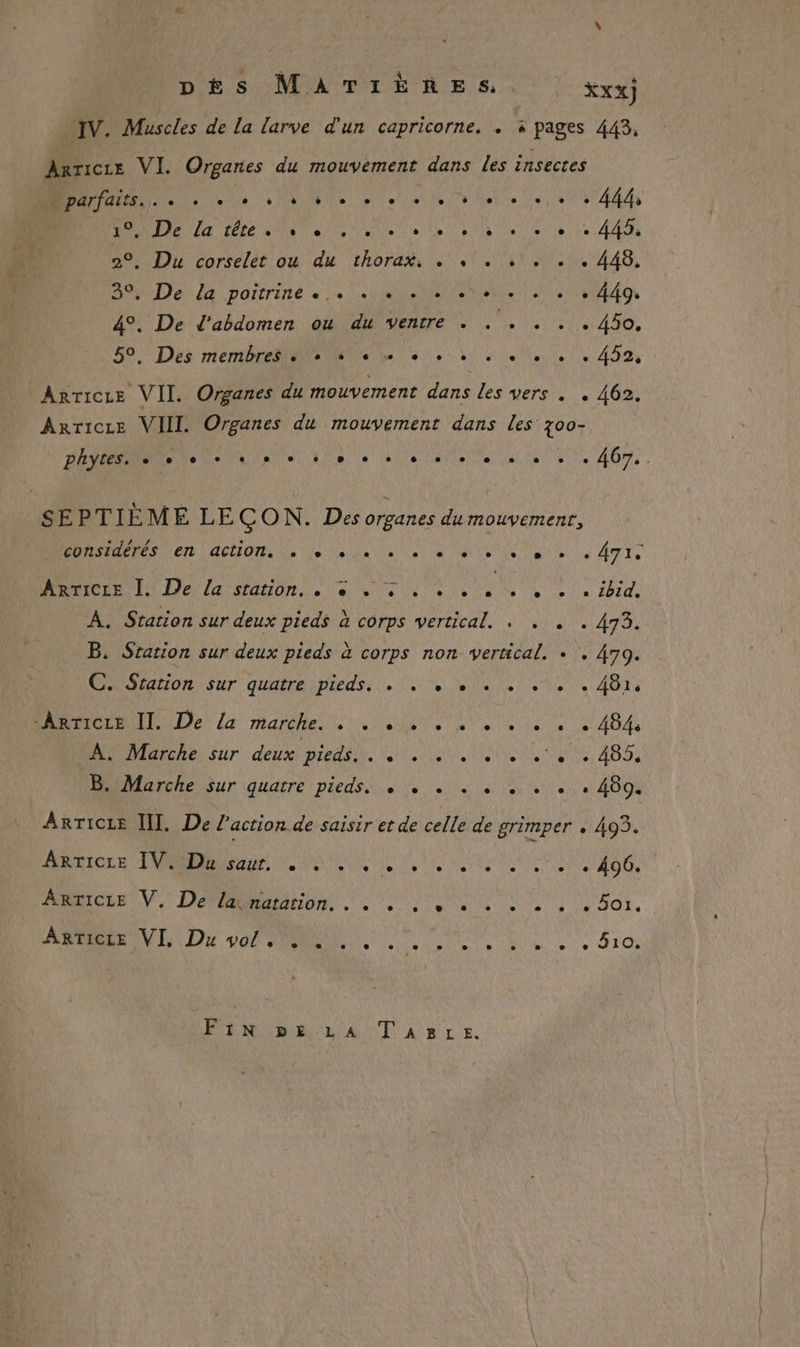 DES MATIÈRES. xxxj
IV. Muscles de la larve d'un capricorne. . . pages 443.
ARTICLE VI. Organes du mouvement dans les insectes
parfaits. . . . . . . . . . . . . . . . . . . 444.
1°. De la tête . . . . . . . . . . . . . . . 445.
2°. Du corselet ou du thorax. . . . . . . . . 448.
3°. De la poitrine . . . . . . . . . . . . . 449.
4°. De l'abdomen ou du ventre . . . . . . . 450.
5°. Des membres . . . . . . . . . . . . . . 452.
ARTICLE VII. Organes du mouvement dans les vers . . 462.
ARTICLE VIII. Organes du mouvement dans les zoo-
phytes. . . . . . . . . . . . . . . . . . . . 467.
SEPTIÈME LEÇON. Des organes du mouvement,
considérés en action. . . . . . . . . . . . . . 471.
ARTICLE I. De la station. . . . . . . . . . . . . ibid.
A. Station sur deux pieds à corps vertical. . . . . 473.
B. Station sur deux pieds à corps non vertical. . . 479.
C. Station sur quatre pieds. . . . . . . . . . . 481.
ARTICLE II. De la marche. . . . . . . . . . . . . 484.
A. Marche sur deux pieds. . . . . . . . . . . . 485.
B. Marche sur quatre pieds. . . . . . . . . . . 489.
ARTICLE III. De l'action de saisir et de celle de grimper . 493.
ARTICLE IV. Du saut. . . . . . . . . . . . . . . 496.
ARTICLE V. De la natation. . . . . . . . . . . . 501.
ARTICLE VI. Du vol . . . . . . . . . . . . . . . 510.
FIN DE LA TABLE.